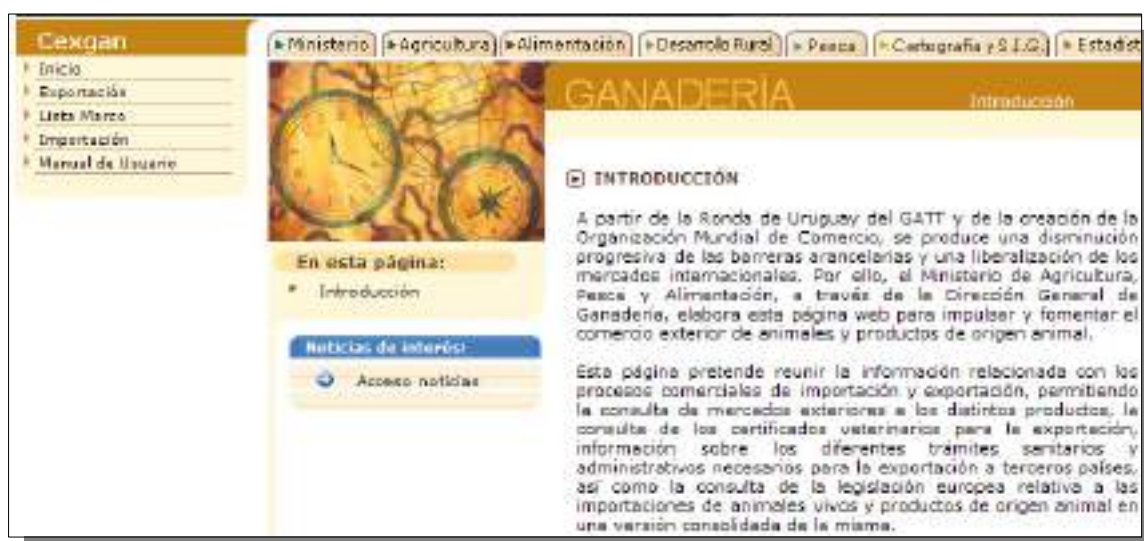 Cexgan
Inicio
Exportación
Lista Marco
Importación
Manual de Usuario
Ministerio Agricultura Alimentación Desarrollo Rural Pesca Cartografia y S.I.G. Estadíst
GANADERÍA Introducción
En esta página:
Introducción
Noticias de interés:
Acceso noticias
INTRODUCCIÓN
A partir de la Ronda de Uruguay del GATT y de la creación de la
Organización Mundial de Comercio, se produce una disminución
progresiva de las barreras arancelarias y una liberalización de los
mercados internacionales. Por ello, el Ministerio de Agricultura,
Pesca y Alimentación, a través de la Dirección General de
Ganadería, elabora esta página web para impulsar y fomentar el
comercio exterior de animales y productos de origen animal.
Esta página pretende reunir la información relacionada con los
procesos comerciales de importación y exportación, permitiendo
la consulta de mercados exteriores a los distintos productos, la
consulta de los certificados veterinarios para la exportación,
información sobre los diferentes trámites sanitarios y
administrativos necesarios para la exportación a terceros países,
así como la consulta de la legislación europea relativa a las
importaciones de animales vivos y productos de origen animal en
una versión consolidada de la misma.